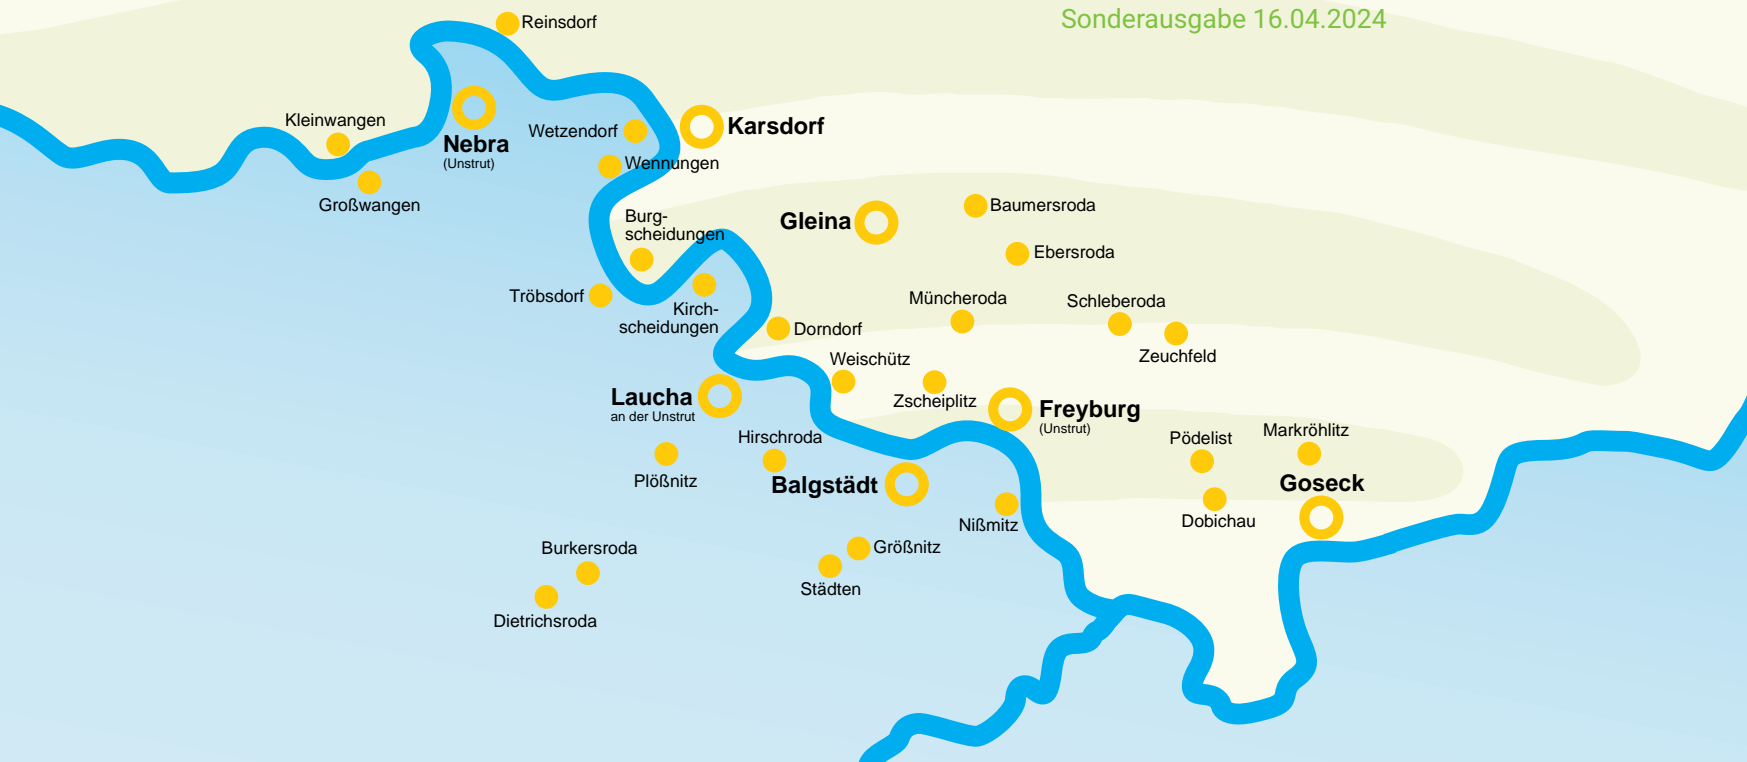 Sonderausgabe 16.04.2024
Reinsdorf
Kleinwangen
Nebra
(Unstrut)
Wetzendorf
Karsdorf
Wennungen
Großwangen
Burg-
scheidungen
Gleina
Baumersroda
Ebersroda
Tröbsdorf
Kirch-
scheidungen
Müncheroda
Schleberoda
Dorndorf
Zeuchfeld
Weischütz
Laucha
an der Unstrut
Zscheiplitz
Freyburg
(Unstrut)
Hirschroda
Pödelist
Markröhlitz
Plößnitz
Balgstädt
Goseck
Nißmitz
Dobichau
Burkersroda
Größnitz
Städten
Dietrichsroda